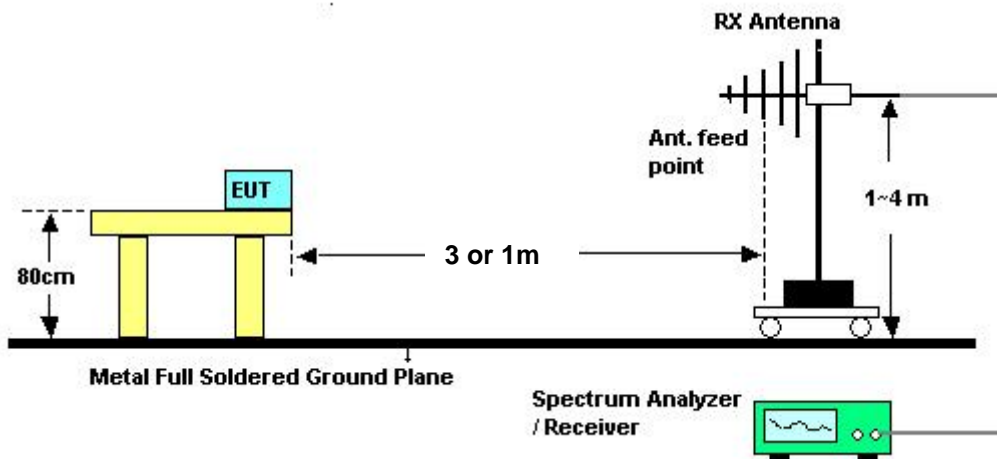 RX Antenna
Ant. feed
point
EUT
1~4 m
3 or 1m
80cm
Metal Full Soldered Ground Plane
Spectrum Analyzer
/ Receiver